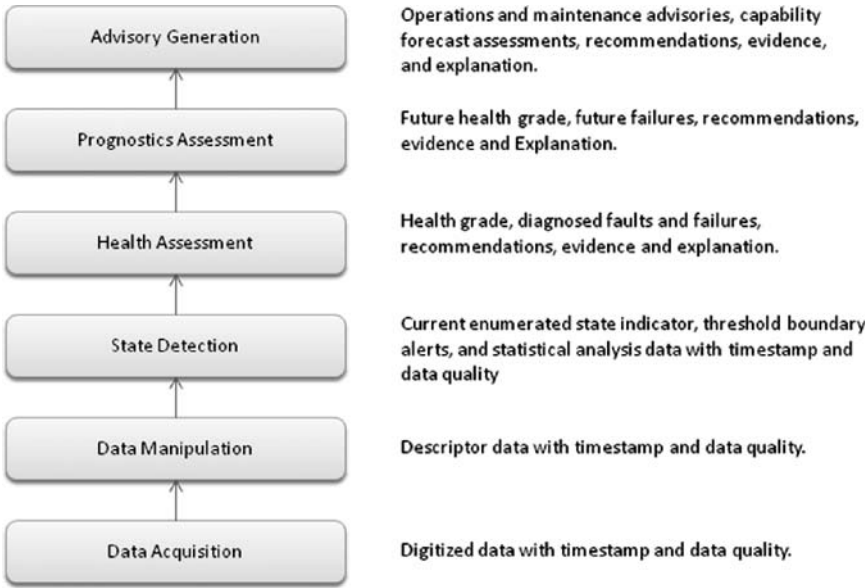 Advisory Generation
Operations and maintenance advisories, capability
forecast assessments, recommendations, evidence,
and explanation.
Prognostics Assessment
Future health grade, future failures, recommendations,
evidence and Explanation.
Health Assessment
Health grade, diagnosed faults and failures,
recommendations, evidence and explanation.
State Detection
Current enumerated state indicator, threshold boundary
alerts, and statistical analysis data with timestamp and
data quality
Data Manipulation
Descriptor data with timestamp and data quality.
Data Acquisition
Digitized data with timestamp and data quality.